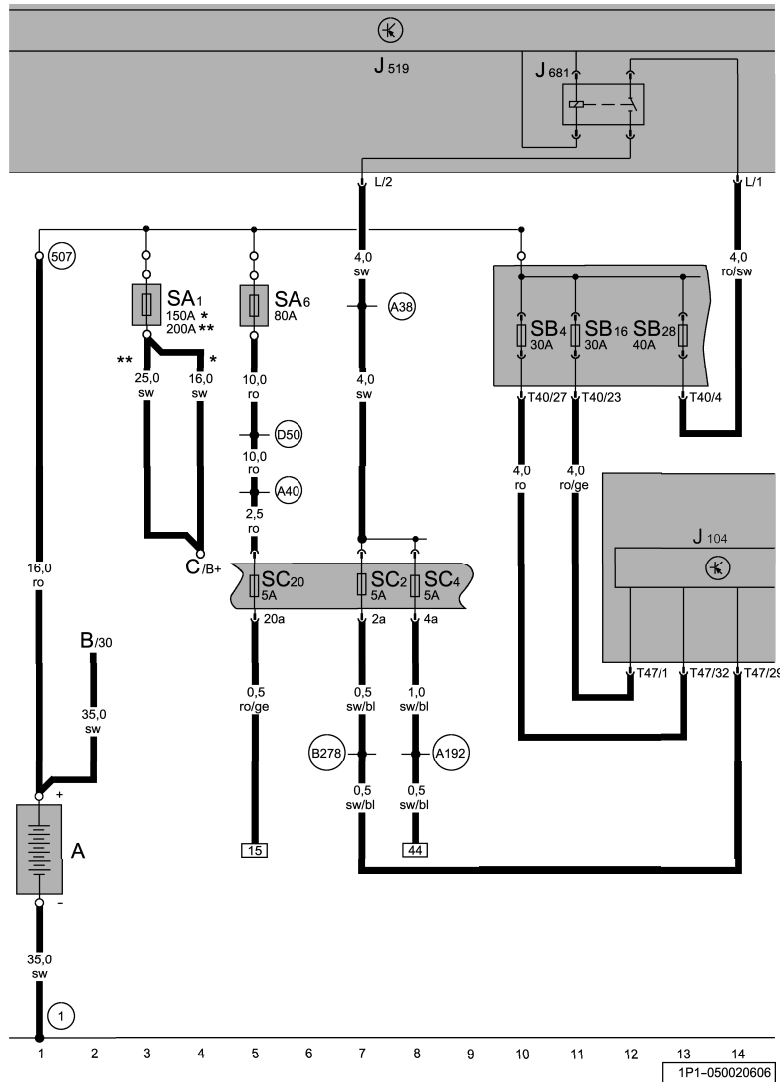 J 519
J 681
L/2
L/1
507
4,0
sw
4,0
ro/sw
SA1
150A *
200A **
SA6
80A
A38
SB4
30A
SB16
30A
SB28
40A
**
*
25,0
sw
16,0
sw
10,0
ro
4,0
sw
T40/27
T40/23
T40/4
D50
10,0
ro
4,0
ro
4,0
ro/ge
A40
2,5
ro
J 104
16,0
ro
C/B+
SC20
5A
SC2
5A
SC4
5A
20a
2a
4a
B/30
T47/1
T47/32
T47/29
0,5
ro/ge
0,5
sw/bl
1,0
sw/bl
35,0
sw
B278
A192
+
0,5
sw/bl
0,5
sw/bl
A
15
44
–
35,0
sw
1
1 2 3 4 5 6 7 8 9 10 11 12 13 14
1P1-050020606